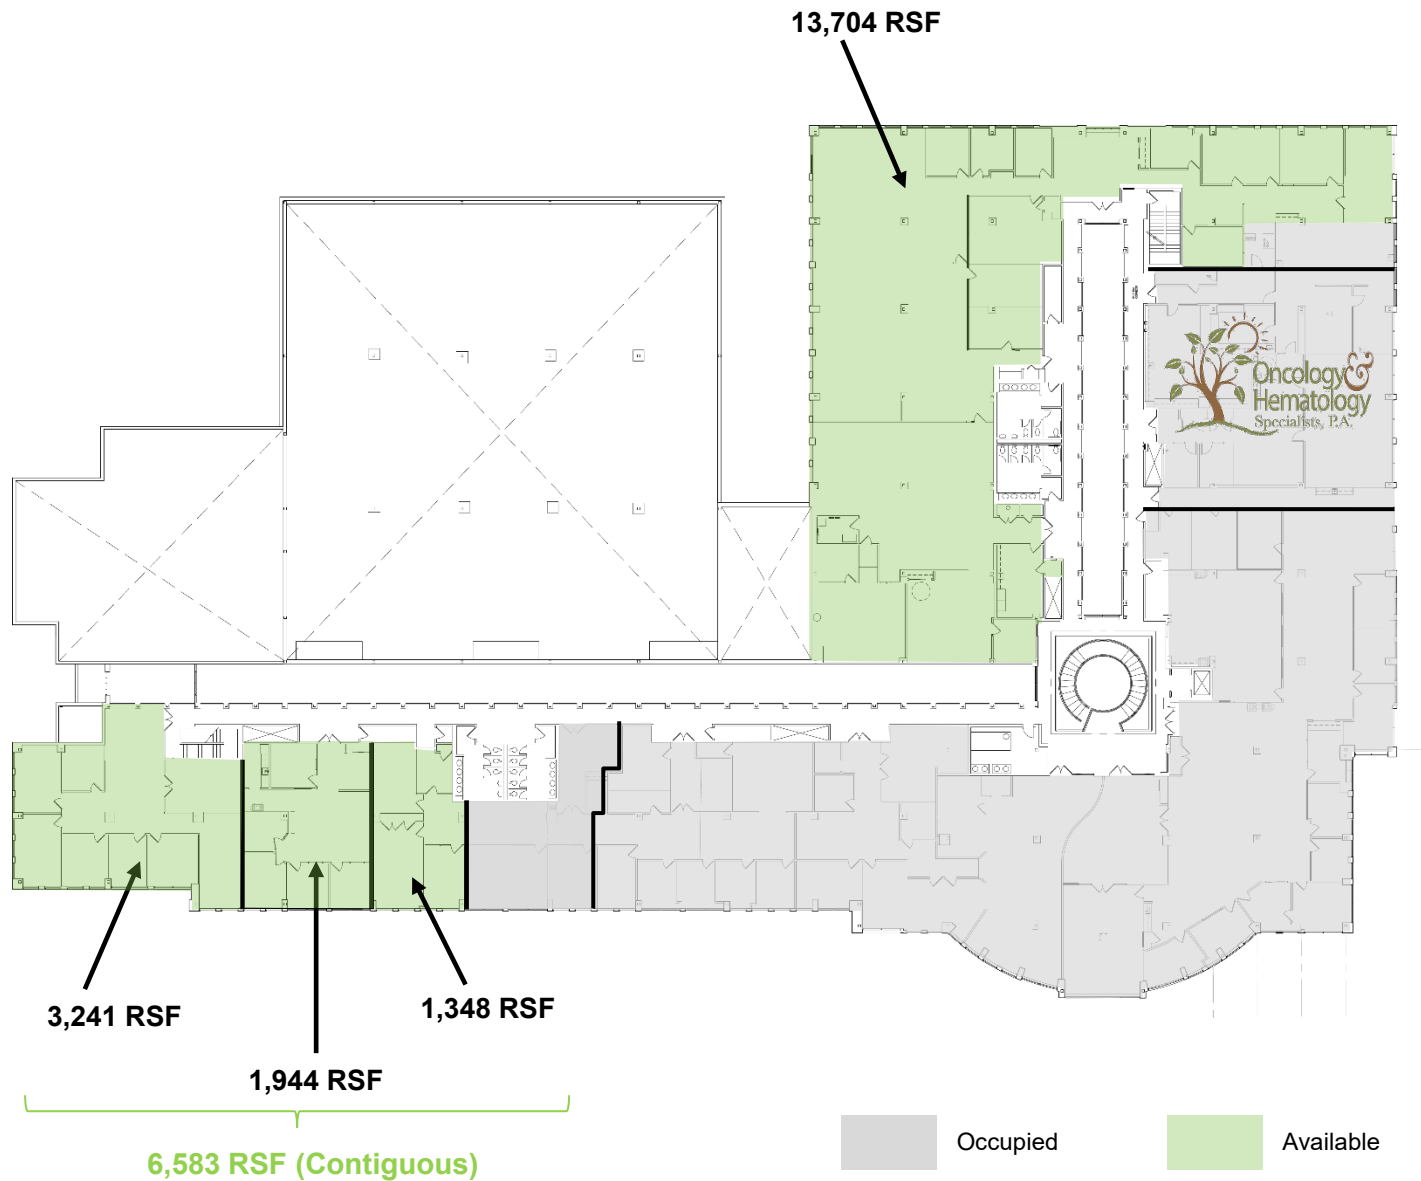 13,704 RSF
Oncology &
Hematology
Specialists, P.A.
3,241 RSF
1,348 RSF
1,944 RSF
6,583 RSF (Contiguous)
Occupied
Available